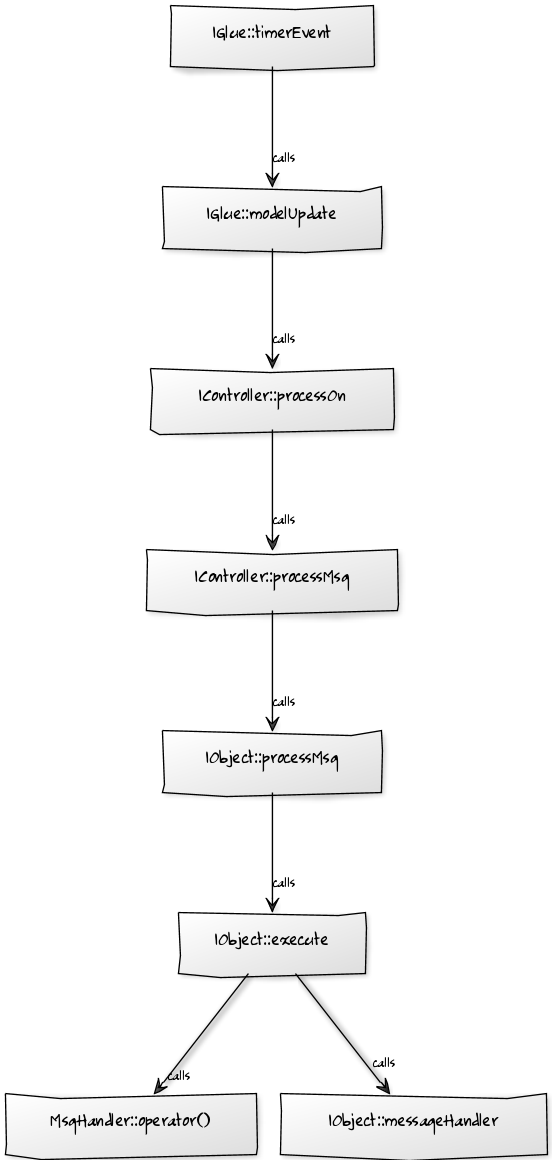 IGlue::timerEvent
calls
IGlue::modelUpdate
calls
IController::processOn
calls
IController::processMsg
calls
IObject::processMsg
calls
IObject::execute
calls
calls
MsgHandler::operator()
IObject::messageHandler